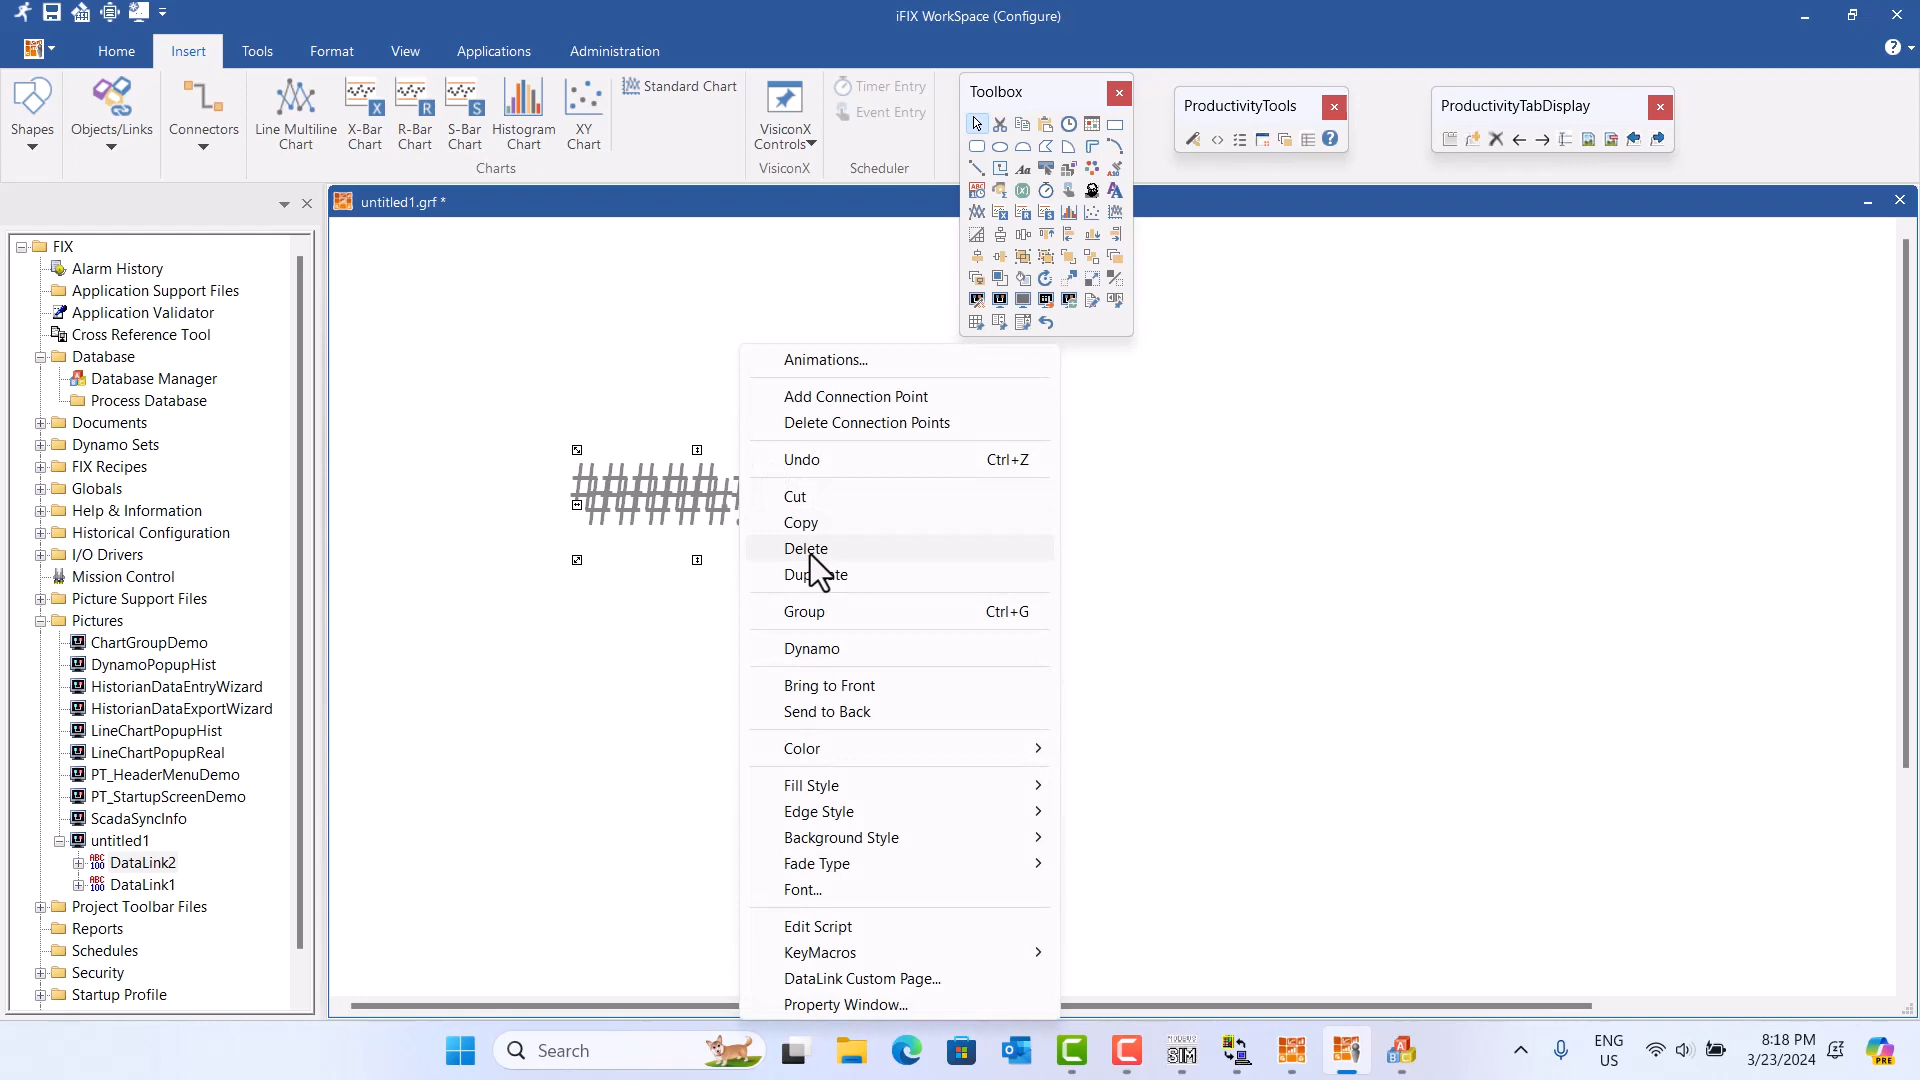 iFIX WorkSpace (Configure)
Home
Insert
Tools
Format
View
Applications
Administration
Shapes
Objects/Links
Connectors
Line Multiline
Chart
X-Bar
Chart
R-Bar
Chart
S-Bar
Chart
Histogram
Chart
XY
Chart
Standard Chart
Charts
VisionX
Controls
VisiconX
Timer Entry
Event Entry
Scheduler
Toolbox
ProductivityTools
ProductivityTabDisplay
untitled1.grf *
FIX
Alarm History
Application Support Files
Application Validator
Cross Reference Tool
Database
Database Manager
Process Database
Documents
Dynamo Sets
FIX Recipes
Globals
Help & Information
Historical Configuration
I/O Drivers
Mission Control
Picture Support Files
Pictures
ChartGroupDemo
DynamoPopupHist
HistorianDataEntryWizard
HistorianDataExportWizard
LineChartPopupHist
LineChartPopupReal
PT_HeaderMenuDemo
PT_StartupScreenDemo
ScadaSyncInfo
untitled1
DataLink2
DataLink1
Project Toolbar Files
Reports
Schedules
Security
Startup Profile
Animations...
Add Connection Point
Delete Connection Points
Undo Ctrl+Z
Cut
Copy
Delete
Duplicate
Group Ctrl+G
Dynamo
Bring to Front
Send to Back
Color
Fill Style
Edge Style
Background Style
Fade Type
Font...
Edit Script
KeyMacros
DataLink Custom Page...
Property Window...
Search
ENG
US
8:18 PM
3/23/2024